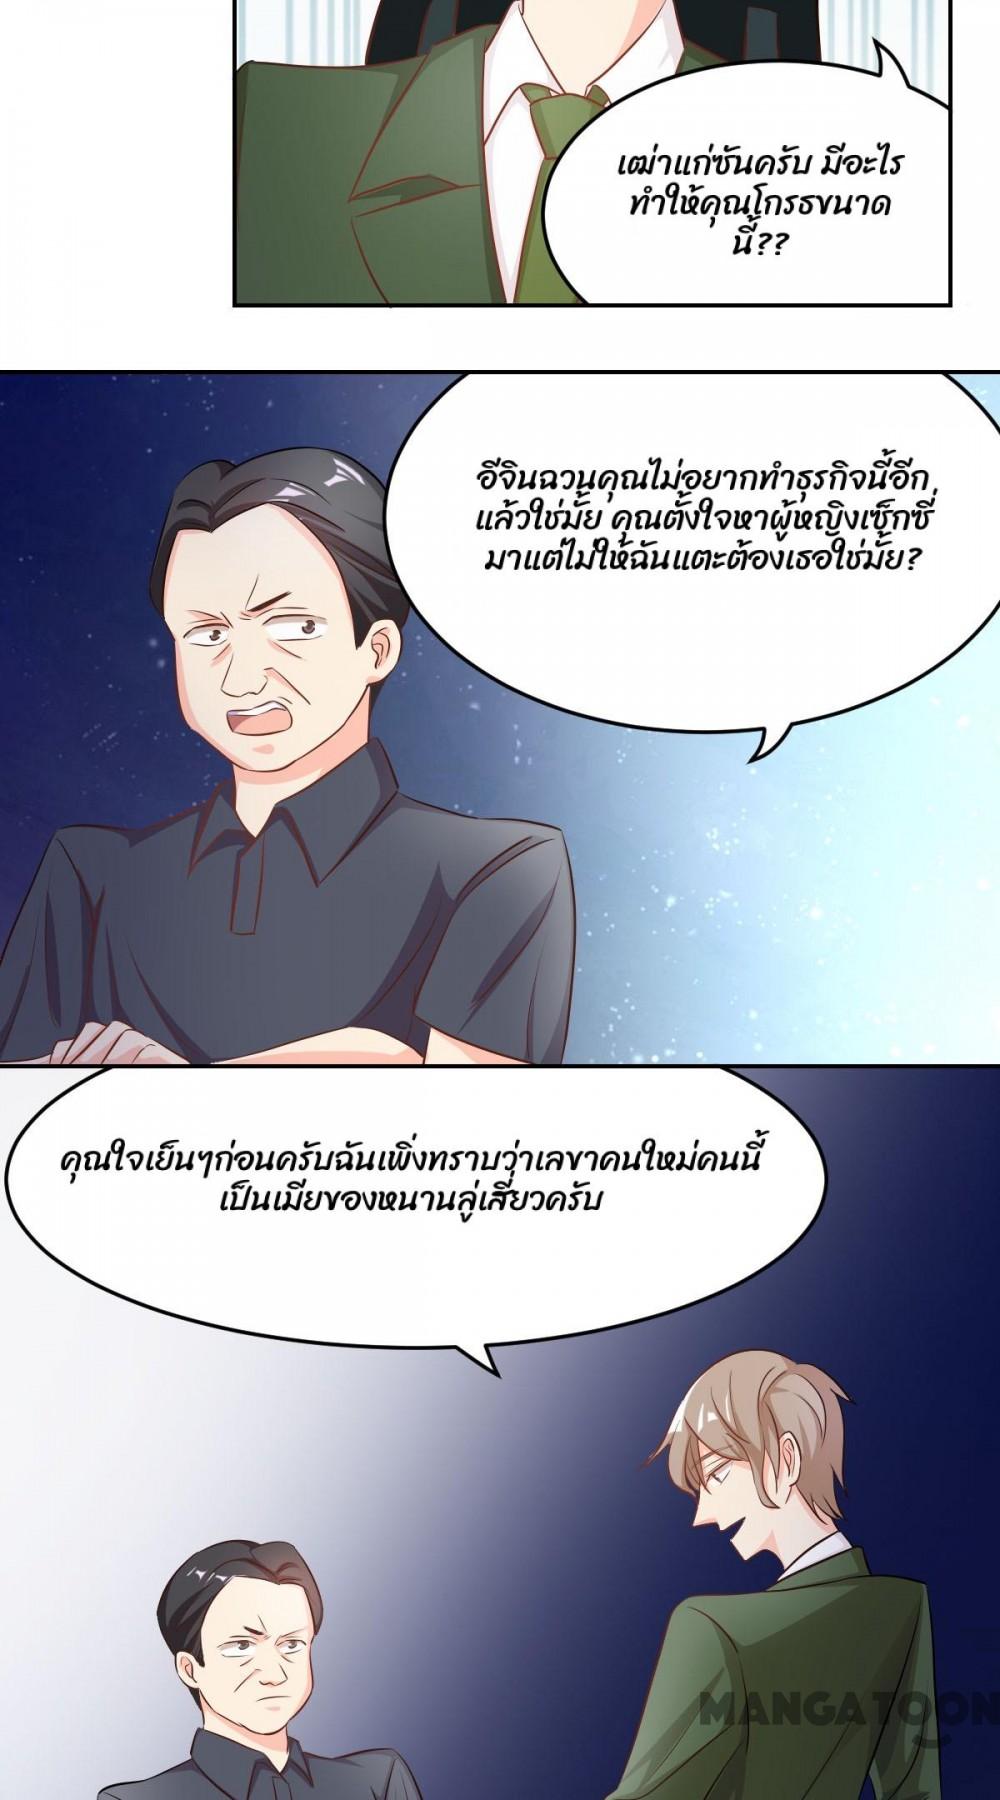 เฒ่าแก่ซันครับ มีอะไร
ทำให้คุณโกรธขนาด
นี้??
อีจินฉวนคุณไม่อยากทำธุรกิจนี้อีก
แล้วใช่มั้ย คุณตั้งใจหาผู้หญิงเซ็กซี่
มาแต่ไม่ให้ฉันแตะต้องเธอใช่มั้ย?
คุณใจเย็นๆก่อนครับฉันเพิ่งทราบว่าเลขาคนใหม่คนนี้
เป็นเมียของหนานลู่เสี่ยวครับ
MANGATOON